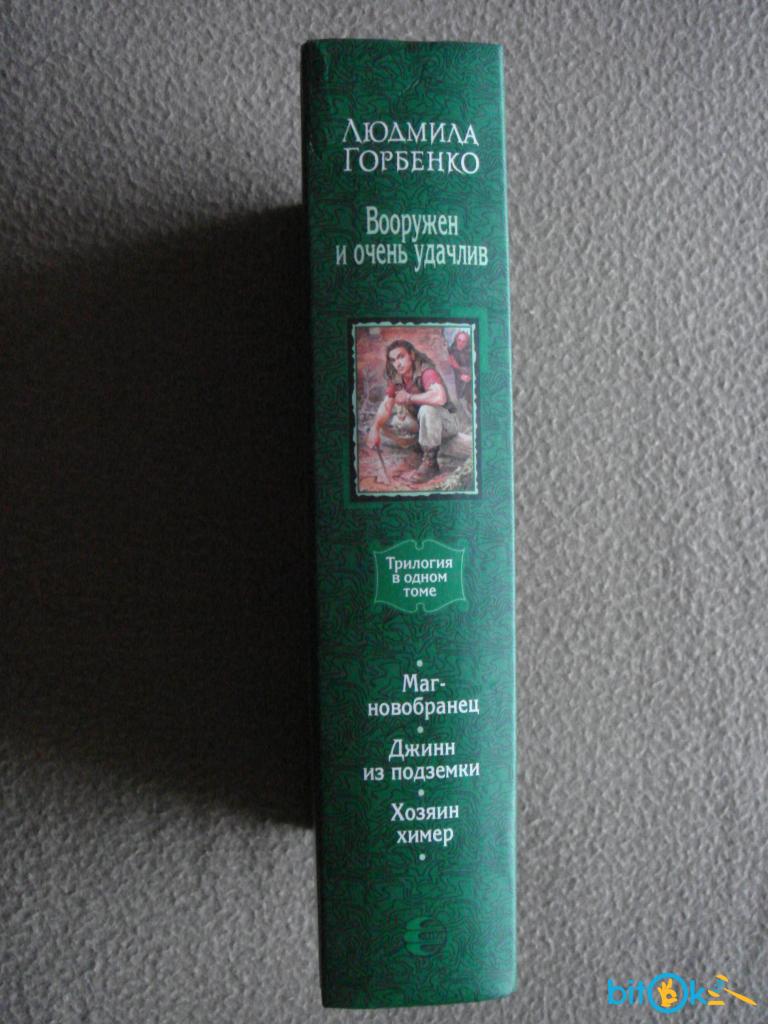 Людмила
Горбенко
Вооружен
и очень удачлив
Трилогия
в одном
томе
Маг-
новобранец
Джинн
из подземки
Хозяин
химер
bitOk